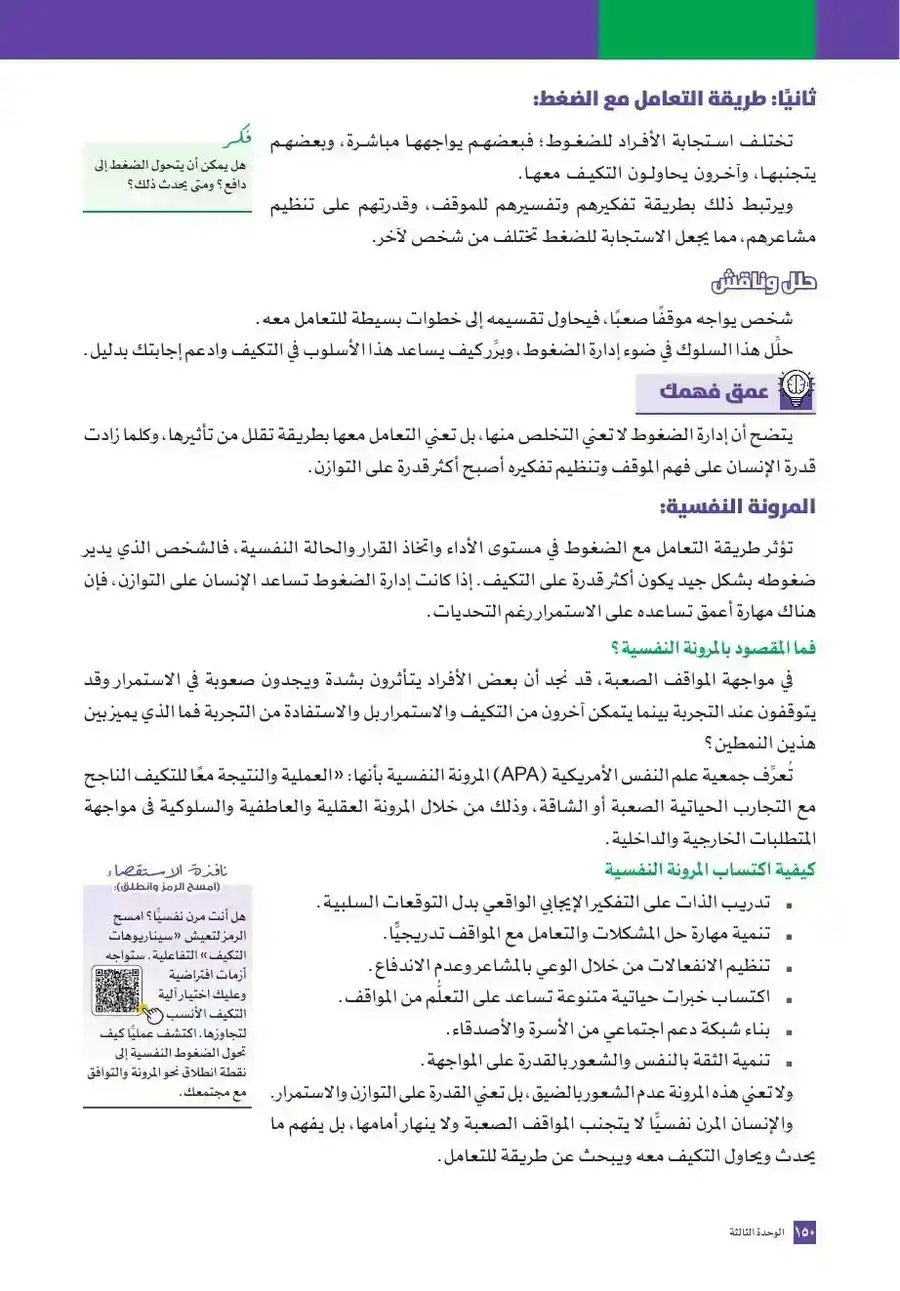 ثانيًا: طريقة التعامل مع الضغط:
تختلف استجابة الأفراد للضغوط؛ فبعضهم يواجهها مباشرة، وبعضهم
يتجنبها، وآخرون يحاولون التكيف معها.
ويرتبط ذلك بطريقة تفكيرهم وتفسيرهم للموقف، وقدرتهم على تنظيم
مشاعرهم، مما يجعل الاستجابة للضغط تختلف من شخص لآخر.
فكر
هل يمكن أن يتحول الضغط إلى
دافع؟ ومتى يحدث ذلك؟
حلل وناقش
شخص يواجه موقفًا صعبًا، فيحاول تقسيمه إلى خطوات بسيطة للتعامل معه.
حلِّل هذا السلوك في ضوء إدارة الضغوط، وبرِّر كيف يساعد هذا الأسلوب في التكيف وادعم إجابتك بدليل.
عمق فهمك
يتضح أن إدارة الضغوط لا تعني التخلص منها، بل تعني التعامل معها بطريقة تقلل من تأثيرها، وكلما زادت
قدرة الإنسان على فهم الموقف وتنظيم تفكيره أصبح أكثر قدرة على التوازن.
المرونة النفسية:
تؤثر طريقة التعامل مع الضغوط في مستوى الأداء واتخاذ القرار والحالة النفسية، فالشخص الذي يدير
ضغوطه بشكل جيد يكون أكثر قدرة على التكيف. إذا كانت إدارة الضغوط تساعد الإنسان على التوازن، فإن
هناك مهارة أعمق تساعده على الاستمرار رغم التحديات.
فما المقصود بالمرونة النفسية؟
في مواجهة المواقف الصعبة، قد نجد أن بعض الأفراد يتأثرون بشدة ويجدون صعوبة في الاستمرار وقد
يتوقفون عند التجربة بينما يتمكن آخرون من التكيف والاستمرار بل والاستفادة من التجربة فما الذي يميز بين
هذين النمطين؟
تُعرِّف جمعية علم النفس الأمريكية (APA) المرونة النفسية بأنها: «العملية والنتيجة معًا للتكيف الناجح
مع التجارب الحياتية الصعبة أو الشاقة، وذلك من خلال المرونة العقلية والعاطفية والسلوكية فى مواجهة
المتطلبات الخارجية والداخلية.
كيفية اكتساب المرونة النفسية
▪ تدريب الذات على التفكير الإيجابي الواقعي بدل التوقعات السلبية.
▪ تنمية مهارة حل المشكلات والتعامل مع المواقف تدريجيًّا.
▪ تنظيم الانفعالات من خلال الوعي بالمشاعر وعدم الاندفاع.
▪ اكتساب خبرات حياتية متنوعة تساعد على التعلُّم من المواقف.
▪ بناء شبكة دعم اجتماعي من الأسرة والأصدقاء.
▪ تنمية الثقة بالنفس والشعور بالقدرة على المواجهة.
ولا تعني هذه المرونة عدم الشعور بالضيق، بل تعني القدرة على التوازن والاستمرار.
والإنسان المرن نفسيًّا لا يتجنب المواقف الصعبة ولا ينهار أمامها، بل يفهم ما
يحدث ويحاول التكيف معه ويبحث عن طريقة للتعامل.
نافذة الاستقصاء
(امسح الرمز وانطلق):
هل أنت مرن نفسيًا؟ امسح
الرمز لتعيش «سيناريوهات
التكيف» التفاعلية. ستواجه
أزمات افتراضية
وعليك اختيار آلية
التكيف الأنسب
لتجاوزها. اكتشف عمليًا كيف
تحول الضغوط النفسية إلى
نقطة انطلاق نحو المرونة والتوافق
مع مجتمعك.
١٥٠ الوحدة الثالثة